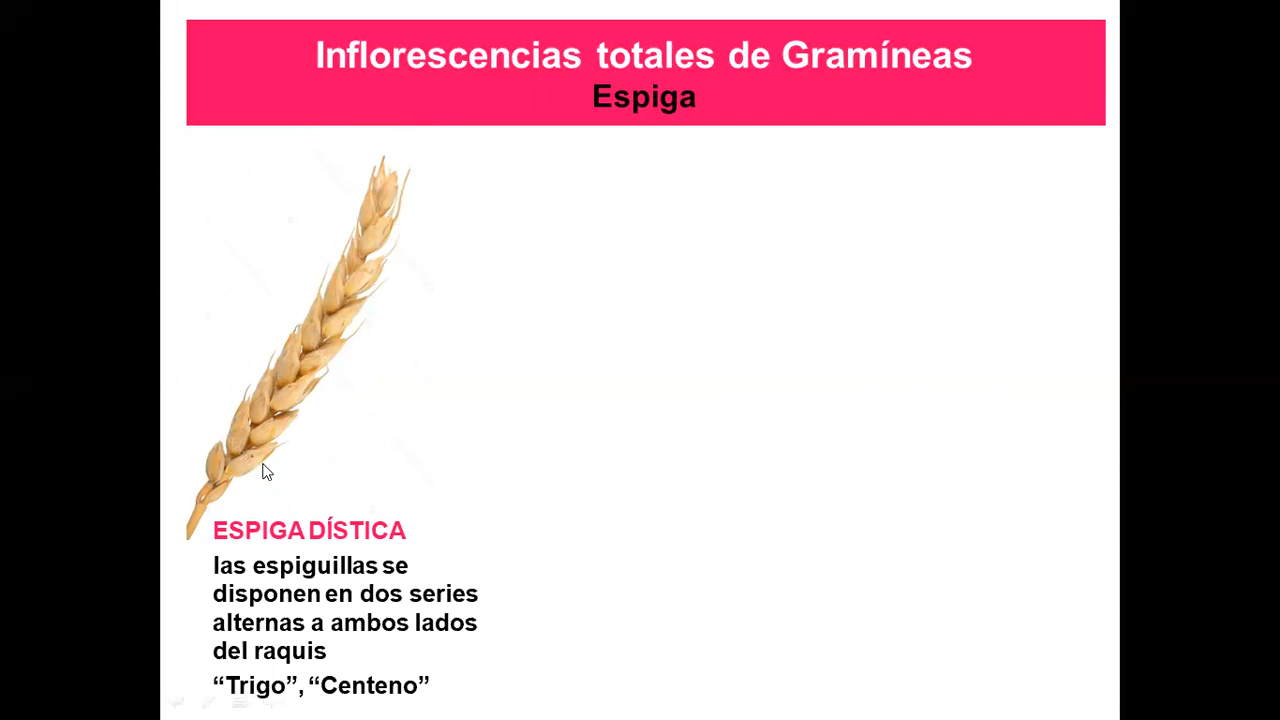 Inflorescencias totales de Gramíneas
Espiga
ESPIGA DÍSTICA
las espiguillas se
disponen en dos series
alternas a ambos lados
del raquis
“Trigo”, “Centeno”